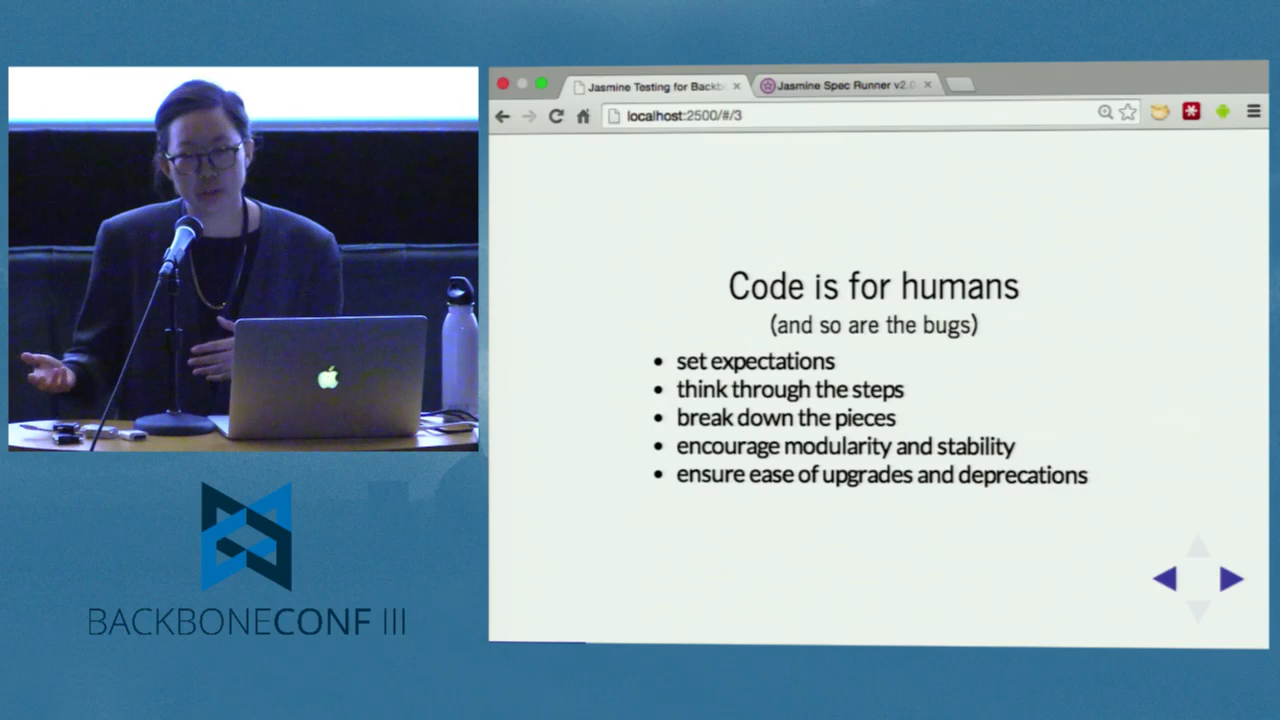 Jasmine Testing for Backb
Jasmine Spec Runner v2.0
localhost:2500/#/3
Code is for humans
(and so are the bugs)
• set expectations
• think through the steps
• break down the pieces
• encourage modularity and stability
• ensure ease of upgrades and deprecations
BACKBONECONF III